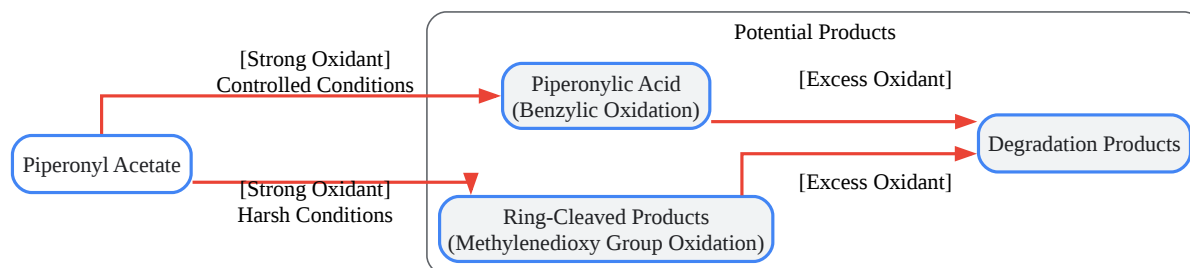 Potential Products
[Strong Oxidant]
Controlled Conditions
Piperonylic Acid
(Benzylic Oxidation)
[Excess Oxidant]
Piperonyl Acetate
Degradation Products
[Strong Oxidant]
Harsh Conditions
[Excess Oxidant]
Ring-Cleaved Products
(Methylenedioxy Group Oxidation)